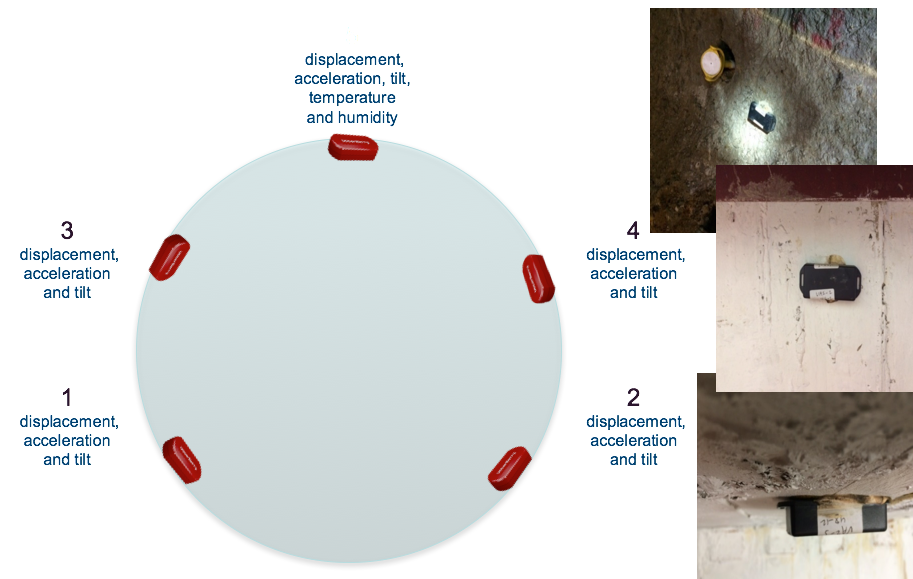 displacement,
acceleration, tilt,
temperature
and humidity
3
displacement,
acceleration
and tilt
4
displacement,
acceleration
and tilt
1
displacement,
acceleration
and tilt
2
displacement,
acceleration
and tilt